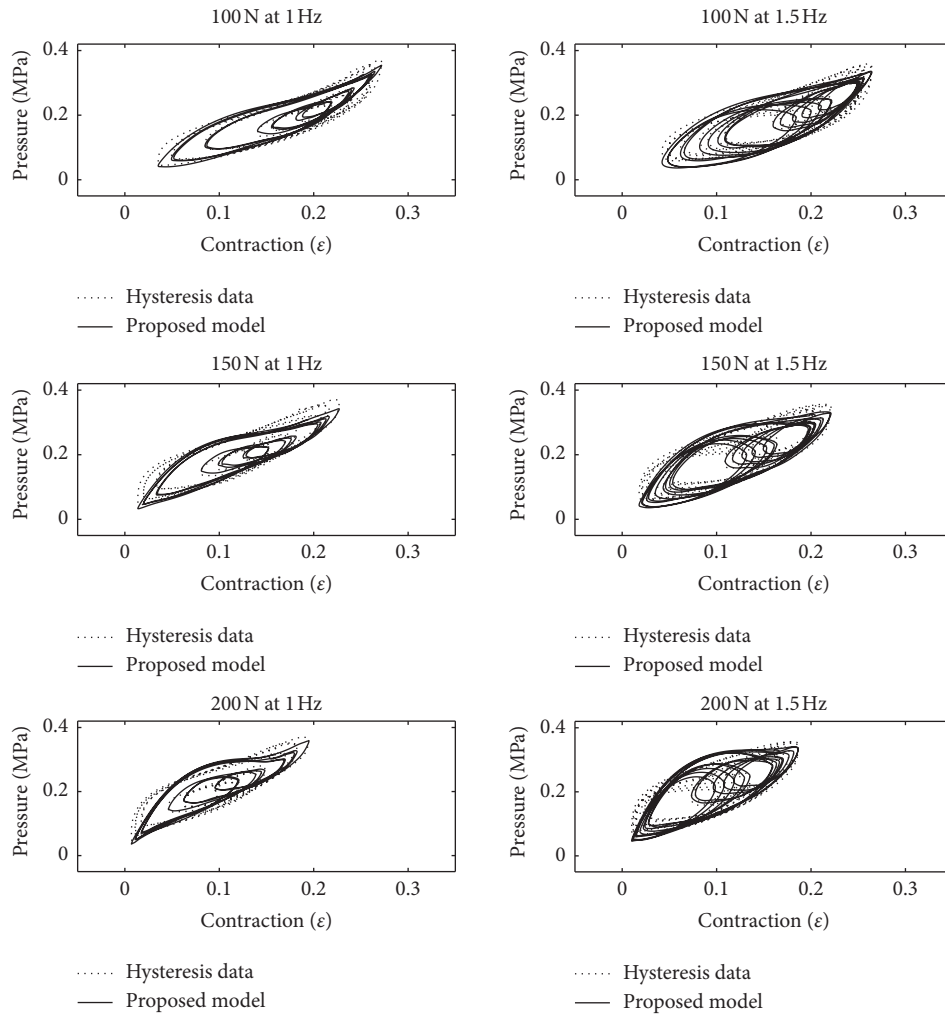 100 N at 1 Hz
Pressure (MPa)
0.4
0.2
0
0
0.1
0.2
0.3
Contraction (ε)
Hysteresis data
Proposed model
100 N at 1.5 Hz
Pressure (MPa)
0.4
0.2
0
0
0.1
0.2
0.3
Contraction (ε)
Hysteresis data
Proposed model
150 N at 1 Hz
Pressure (MPa)
0.4
0.2
0
0
0.1
0.2
0.3
Contraction (ε)
Hysteresis data
Proposed model
150 N at 1.5 Hz
Pressure (MPa)
0.4
0.2
0
0
0.1
0.2
0.3
Contraction (ε)
Hysteresis data
Proposed model
200 N at 1 Hz
Pressure (MPa)
0.4
0.2
0
0
0.1
0.2
0.3
Contraction (ε)
Hysteresis data
Proposed model
200 N at 1.5 Hz
Pressure (MPa)
0.4
0.2
0
0
0.1
0.2
0.3
Contraction (ε)
Hysteresis data
Proposed model